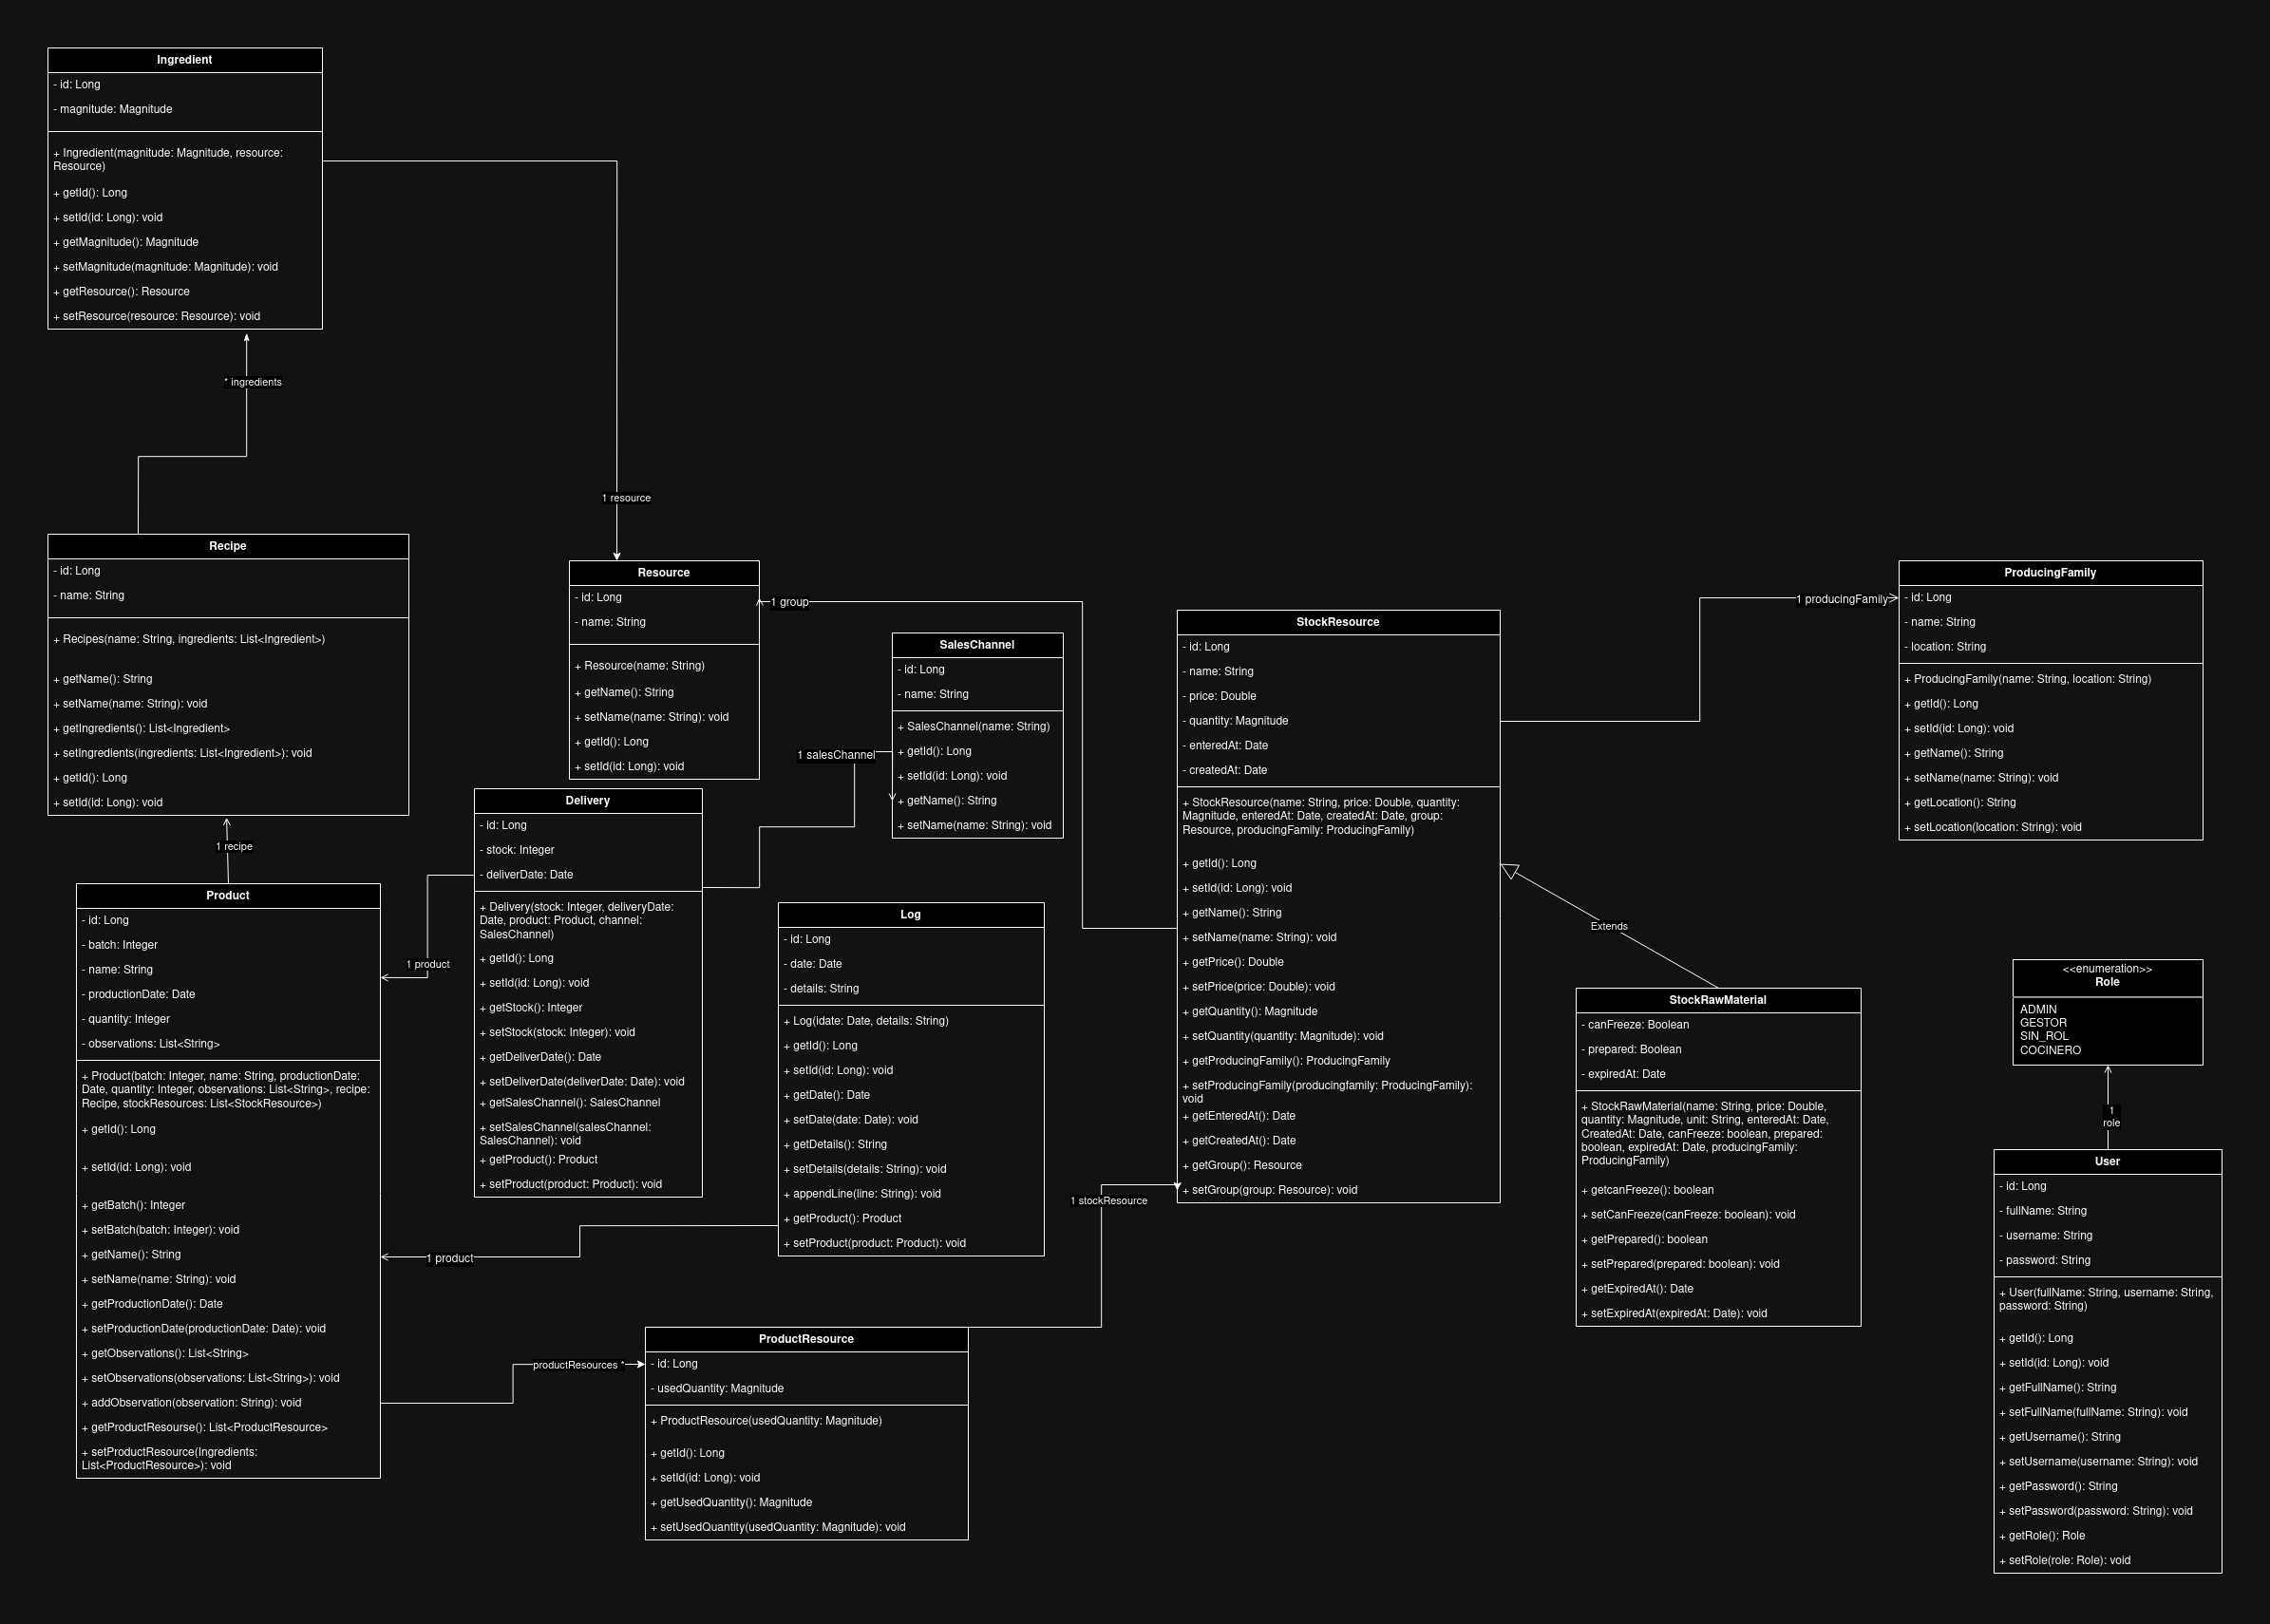 Ingredient
- id: Long
- magnitude: Magnitude
+ Ingredient(magnitude: Magnitude, resource:
Resource)
+ getId(): Long
+ setId(id: Long): void
+ getMagnitude(): Magnitude
+ setMagnitude(magnitude: Magnitude): void
+ getResource(): Resource
+ setResource(resource: Resource): void
* ingredients
1 resource
Recipe
- id: Long
- name: String
+ Recipes(name: String, ingredients: List<Ingredient>)
+ getName(): String
+ setName(name: String): void
+ getIngredients(): List<Ingredient>
+ setIngredients(ingredients: List<Ingredient>): void
+ getId(): Long
+ setId(id: Long): void
1 recipe
Resource
- id: Long
- name: String
+ Resource(name: String)
+ getName(): String
+ setName(name: String): void
+ getId(): Long
+ setId(id: Long): void
1 group
SalesChannel
- id: Long
- name: String
+ SalesChannel(name: String)
+ getId(): Long
+ setId(id: Long): void
+ getName(): String
+ setName(name: String): void
1 salesChannel
StockResource
- id: Long
- name: String
- price: Double
- quantity: Magnitude
- enteredAt: Date
- createdAt: Date
+ StockResource(name: String, price: Double, quantity:
Magnitude, enteredAt: Date, createdAt: Date, group:
Resource, producingFamily: ProducingFamily)
+ getId(): Long
+ setId(id: Long): void
+ getName(): String
+ setName(name: String): void
+ getPrice(): Double
+ setPrice(price: Double): void
+ getQuantity(): Magnitude
+ setQuantity(quantity: Magnitude): void
+ getProducingFamily(): ProducingFamily
+ setProducingFamily(producingfamily: ProducingFamily):
void
+ getEnteredAt(): Date
+ getCreatedAt(): Date
+ getGroup(): Resource
+ setGroup(group: Resource): void
1 producingFamily
ProducingFamily
- id: Long
- name: String
- location: String
+ ProducingFamily(name: String, location: String)
+ getId(): Long
+ setId(id: Long): void
+ getName(): String
+ setName(name: String): void
+ getLocation(): String
+ setLocation(location: String): void
Delivery
- id: Long
- stock: Integer
- deliverDate: Date
+ Delivery(stock: Integer, deliveryDate:
Date, product: Product, channel:
SalesChannel)
+ getId(): Long
+ setId(id: Long): void
+ getStock(): Integer
+ setStock(stock: Integer): void
+ getDeliverDate(): Date
+ setDeliverDate(deliverDate: Date): void
+ getSalesChannel(): SalesChannel
+ setSalesChannel(salesChannel:
SalesChannel): void
+ getProduct(): Product
+ setProduct(product: Product): void
1 product
Product
- id: Long
- batch: Integer
- name: String
- productionDate: Date
- quantity: Integer
- observations: List<String>
+ Product(batch: Integer, name: String, productionDate:
Date, quantity: Integer, observations: List<String>, recipe:
Recipe, stockResources: List<StockResource>)
+ getId(): Long
+ setId(id: Long): void
+ getBatch(): Integer
+ setBatch(batch: Integer): void
+ getName(): String
+ setName(name: String): void
+ getProductionDate(): Date
+ setProductionDate(productionDate: Date): void
+ getObservations(): List<String>
+ setObservations(observations: List<String>): void
+ addObservation(observation: String): void
+ getProductResourse(): List<ProductResource>
+ setProductResource(Ingredients:
List<ProductResource>): void
Log
- id: Long
- date: Date
- details: String
+ Log(idate: Date, details: String)
+ getId(): Long
+ setId(id: Long): void
+ getDate(): Date
+ setDate(date: Date): void
+ getDetails(): String
+ setDetails(details: String): void
+ appendLine(line: String): void
+ getProduct(): Product
+ setProduct(product: Product): void
1 product
1 stockResource
productResources *
ProductResource
- id: Long
- usedQuantity: Magnitude
+ ProductResource(usedQuantity: Magnitude)
+ getId(): Long
+ setId(id: Long): void
+ getUsedQuantity(): Magnitude
+ setUsedQuantity(usedQuantity: Magnitude): void
Extends
StockRawMaterial
- canFreeze: Boolean
- prepared: Boolean
- expiredAt: Date
+ StockRawMaterial(name: String, price: Double,
quantity: Magnitude, unit: String, enteredAt: Date,
CreatedAt: Date, canFreeze: boolean, prepared:
boolean, expiredAt: Date, producingFamily:
ProducingFamily)
+ getcanFreeze(): boolean
+ setCanFreeze(canFreeze: boolean): void
+ getPrepared(): boolean
+ setPrepared(prepared: boolean): void
+ getExpiredAt(): Date
+ setExpiredAt(expiredAt: Date): void
<<enumeration>>
Role
ADMIN
GESTOR
SIN_ROL
COCINERO
1
role
User
- id: Long
- fullName: String
- username: String
- password: String
+ User(fullName: String, username: String,
password: String)
+ getId(): Long
+ setId(id: Long): void
+ getFullName(): String
+ setFullName(fullName: String): void
+ getUsername(): String
+ setUsername(username: String): void
+ getPassword(): String
+ setPassword(password: String): void
+ getRole(): Role
+ setRole(role: Role): void